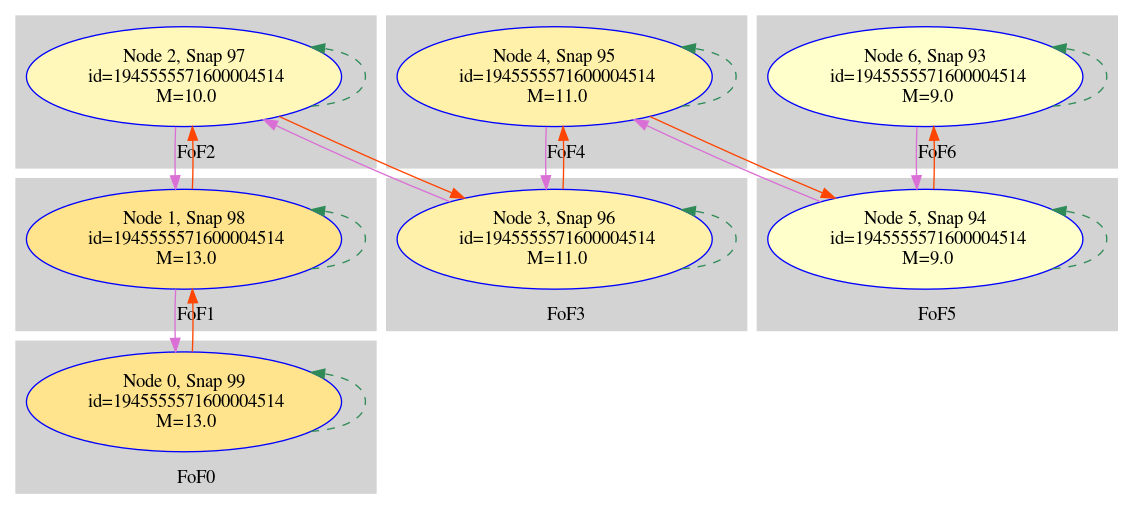 Node 2, Snap 97
id=1945555571600004514
M=10.0
FoF2
Node 4, Snap 95
id=1945555571600004514
M=11.0
FoF4
Node 6, Snap 93
id=1945555571600004514
M=9.0
FoF6
Node 1, Snap 98
id=1945555571600004514
M=13.0
FoF1
Node 3, Snap 96
id=1945555571600004514
M=11.0
FoF3
Node 5, Snap 94
id=1945555571600004514
M=9.0
FoF5
Node 0, Snap 99
id=1945555571600004514
M=13.0
FoF0